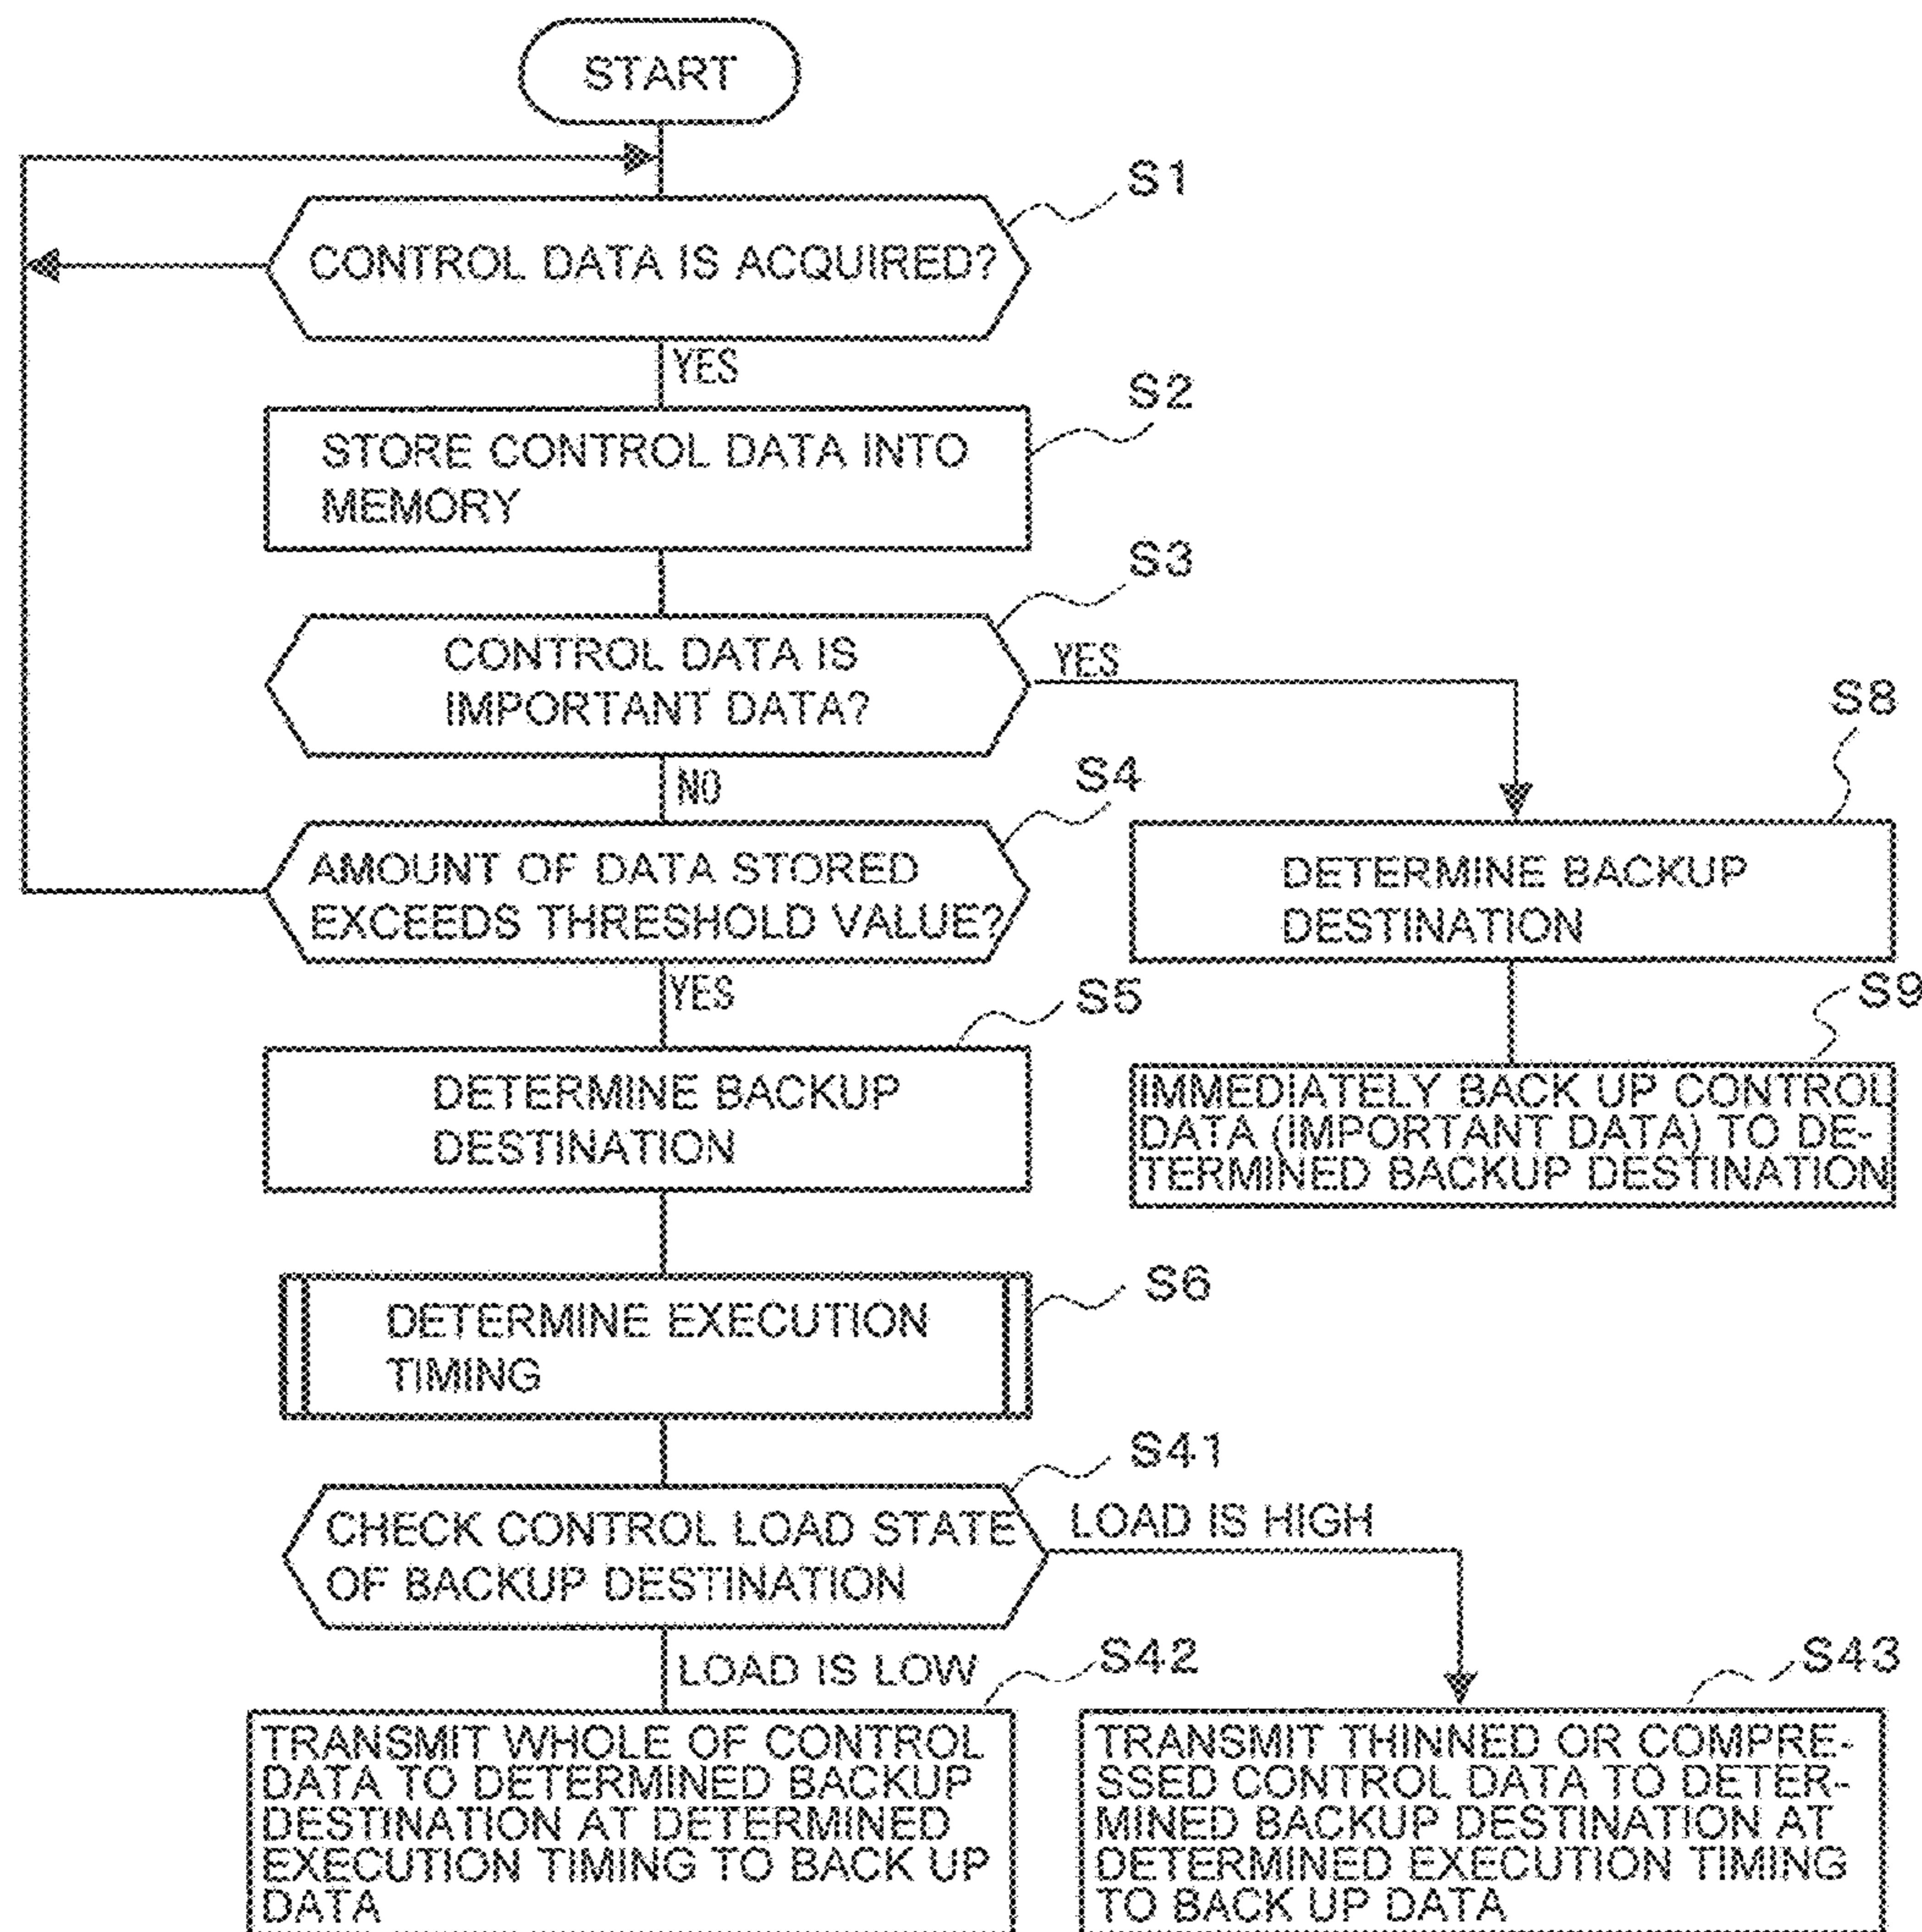 START
S1
CONTROL DATA IS ACQUIRED?
YES
S2
STORE CONTROL DATA INTO
MEMORY
S3
CONTROL DATA IS
IMPORTANT DATA?
YES
NO
S4
AMOUNT OF DATA STORED
EXCEEDS THRESHOLD VALUE?
S8
DETERMINE BACKUP
DESTINATION
YES
S5
DETERMINE BACKUP
DESTINATION
S9
IMMEDIATELY BACK UP CONTROL
DATA (IMPORTANT DATA) TO DE-
TERMINED BACKUP DESTINATION
S6
DETERMINE EXECUTION
TIMING
S41
CHECK CONTROL LOAD STATE
OF BACKUP DESTINATION
LOAD IS HIGH
LOAD IS LOW
S42
TRANSMIT WHOLE OF CONTROL
DATA TO DETERMINED BACKUP
DESTINATION AT DETERMINED
EXECUTION TIMING TO BACK UP
DATA
S43
TRANSMIT THINNED OR COMPRE-
SSED CONTROL DATA TO DETER-
MINED BACKUP DESTINATION AT
DETERMINED EXECUTION TIMING
TO BACK UP DATA